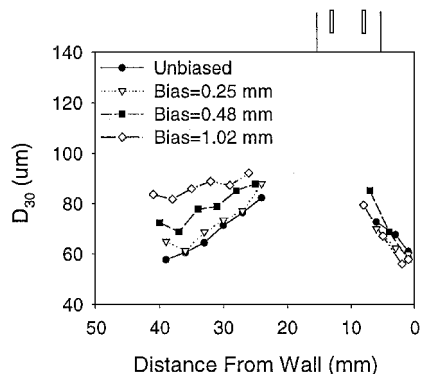 140
120
100
80
60
40
D30 (um)
Unbiased
Bias=0.25 mm
Bias=0.48 mm
Bias=1.02 mm
50 40 30 20 10 0
Distance From Wall (mm)